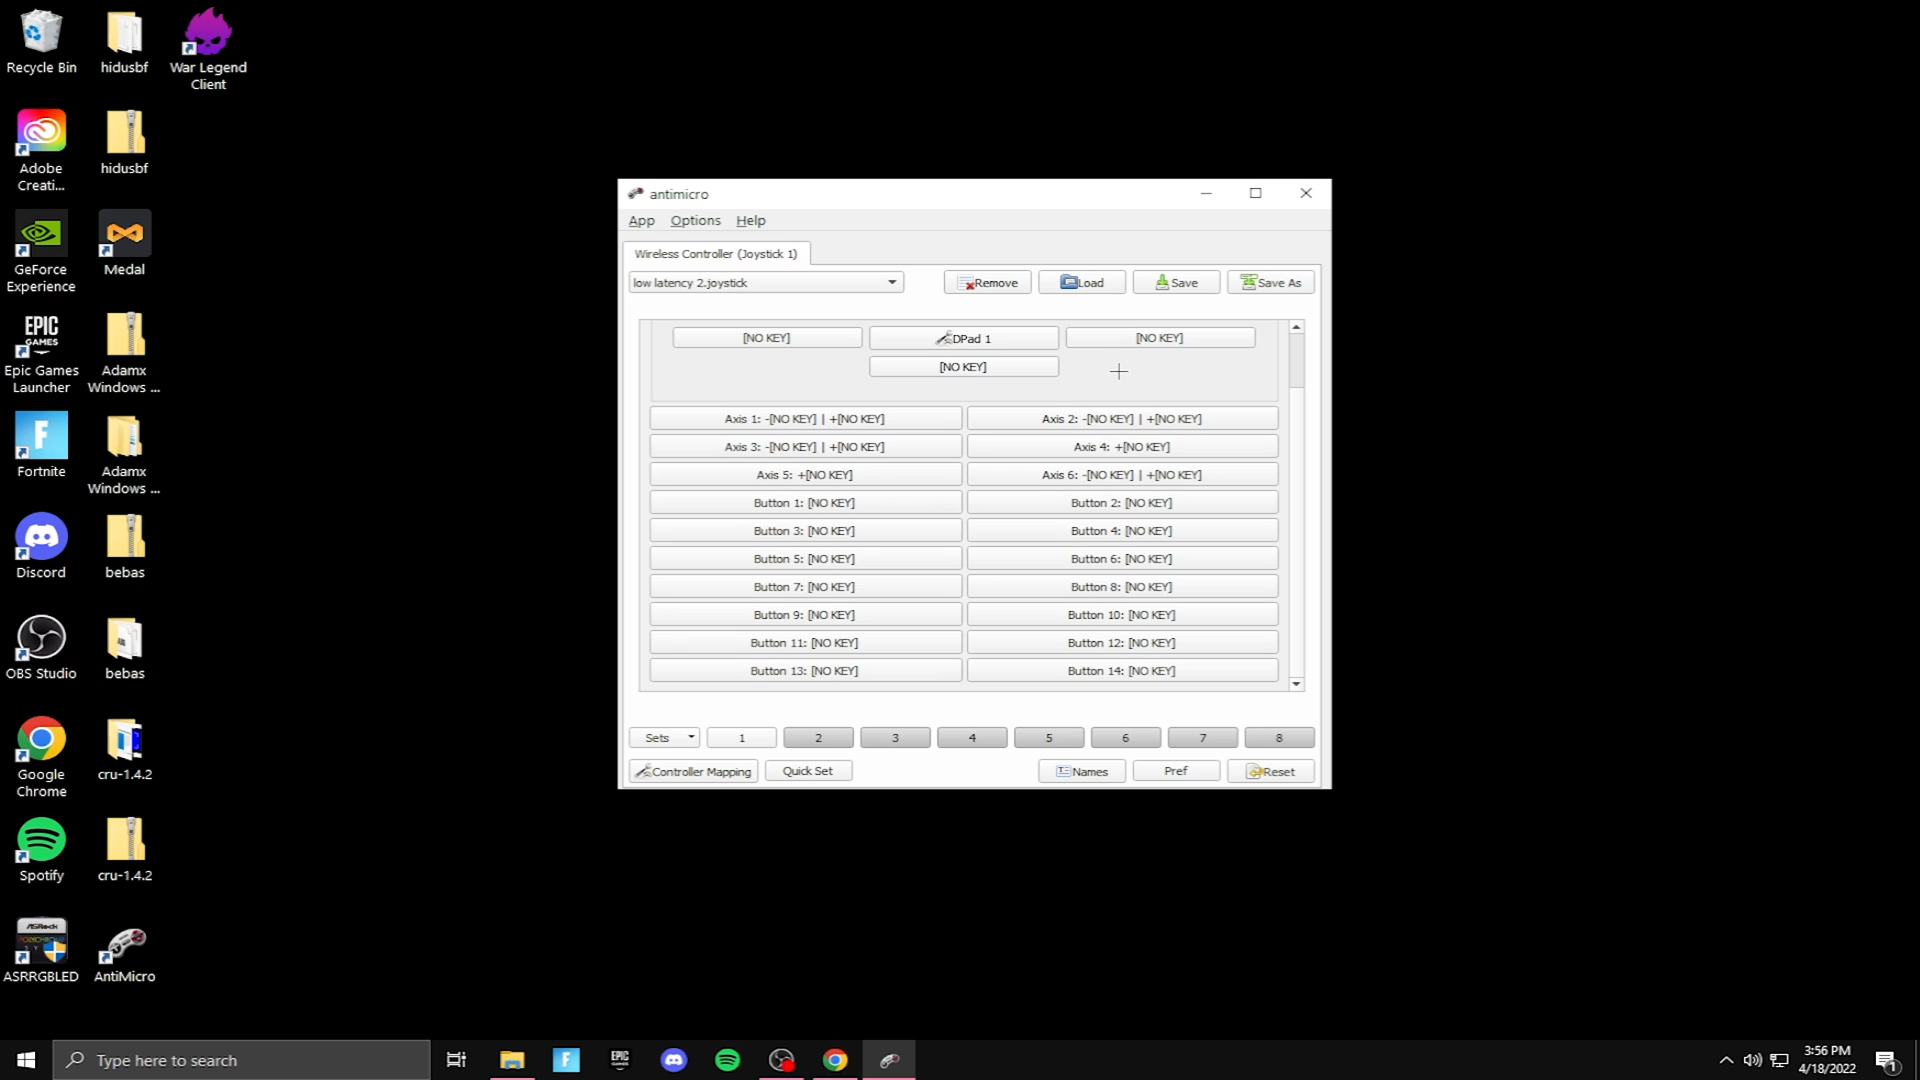 Recycle Bin
hidusbf
War Legend
Client
Adobe
Creati...
hidusbf
GeForce
Experience
Medal
EPIC
GAMES
Epic Games
Launcher
Adamx
Windows ...
Fortnite
Adamx
Windows ...
Discord
bebas
OBS Studio
bebas
Google
Chrome
cru-1.4.2
Spotify
cru-1.4.2
ASRock
ASRRGBLED
AntiMicro
antimicro
App Options Help
Wireless Controller (Joystick 1)
low latency 2.joystick
Remove
Load
Save
Save As
[NO KEY]
DPad 1
[NO KEY]
[NO KEY]
Axis 1: -[NO KEY] | +[NO KEY]
Axis 2: -[NO KEY] | +[NO KEY]
Axis 3: -[NO KEY] | +[NO KEY]
Axis 4: +[NO KEY]
Axis 5: +[NO KEY]
Axis 6: -[NO KEY] | +[NO KEY]
Button 1: [NO KEY]
Button 2: [NO KEY]
Button 3: [NO KEY]
Button 4: [NO KEY]
Button 5: [NO KEY]
Button 6: [NO KEY]
Button 7: [NO KEY]
Button 8: [NO KEY]
Button 9: [NO KEY]
Button 10: [NO KEY]
Button 11: [NO KEY]
Button 12: [NO KEY]
Button 13: [NO KEY]
Button 14: [NO KEY]
Sets 1 2 3 4 5 6 7 8
Controller Mapping
Quick Set
Names
Pref
Reset
Type here to search
EPIC
3:56 PM
4/18/2022
1